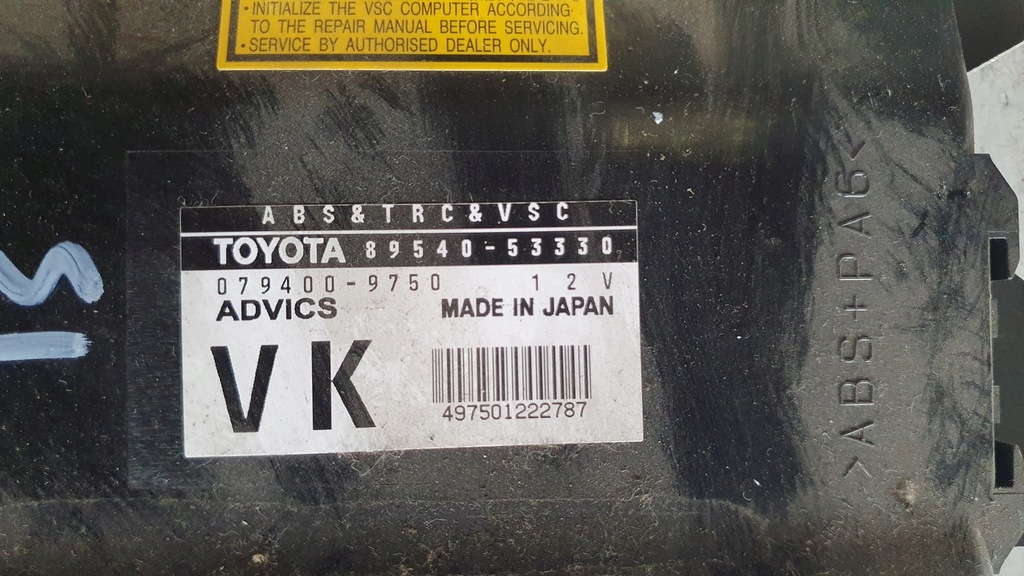 • INITIALIZE THE VSC COMPUTER ACCORDING
TO THE REPAIR MANUAL BEFORE SERVICING.
• SERVICE BY AUTHORISED DEALER ONLY.
ABS&TRC&VSC
TOYOTA 89540-53330
079400-9750 12V
ADVICS MADE IN JAPAN
VK
497501222787
>ABS+PA6<